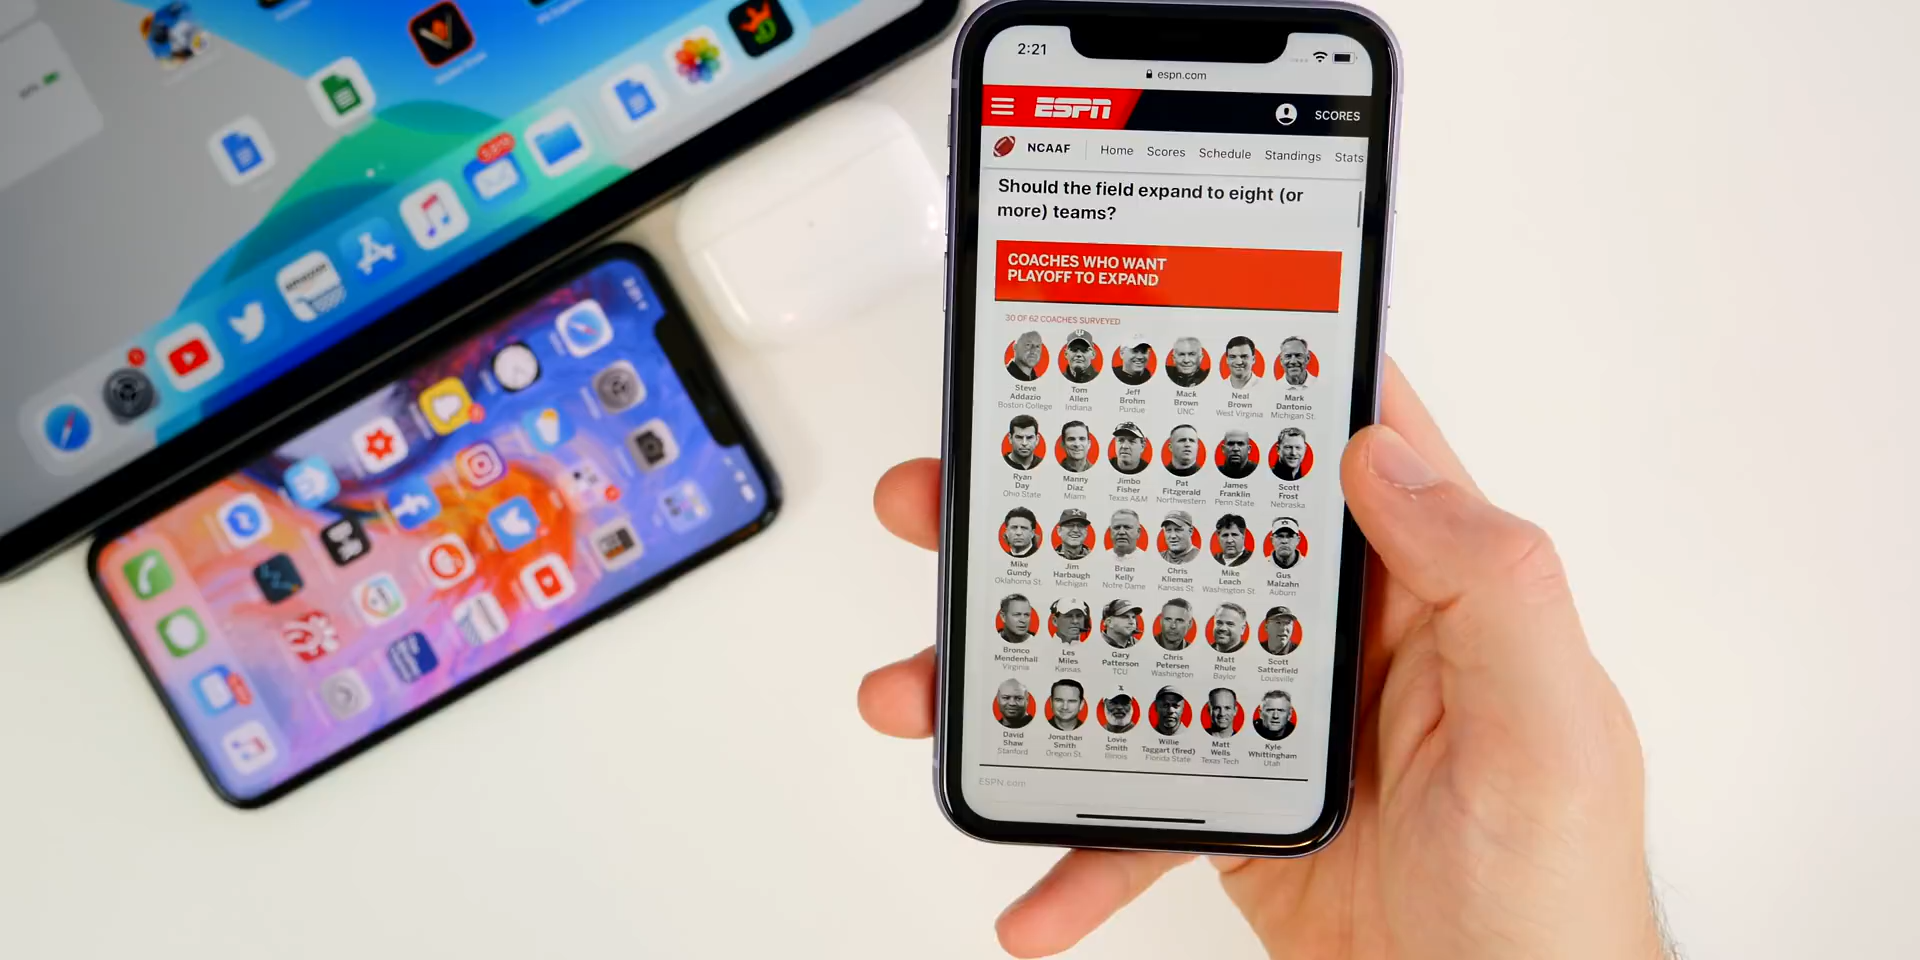 2:21
espn.com
ESPN
SCORES
NCAAF
Home
Scores
Schedule
Standings
Stats
Should the field expand to eight (or
more) teams?
COACHES WHO WANT
PLAYOFF TO EXPAND
30 OF 62 COACHES SURVEYED
Steve
Addazio
Boston College
Tom
Allen
Indiana
Jeff
Brohm
Purdue
Mack
Brown
UNC
Neal
Brown
West Virginia
Mark
Dantonio
Michigan St.
Ryan
Day
Ohio State
Manny
Diaz
Miami
Jimbo
Fisher
Texas A&M
Pat
Fitzgerald
Northwestern
James
Franklin
Penn State
Scott
Frost
Nebraska
Mike
Gundy
Oklahoma St.
Jim
Harbaugh
Michigan
Brian
Kelly
Notre Dame
Chris
Klieman
Kansas St.
Mike
Leach
Washington St.
Gus
Malzahn
Auburn
Bronco
Mendenhall
Virginia
Les
Miles
Kansas
Gary
Patterson
TCU
Chris
Petersen
Washington
Matt
Rhule
Baylor
Scott
Satterfield
Louisville
David
Shaw
Stanford
Jonathan
Smith
Oregon St.
Lovie
Smith
Illinois
Willie
Taggart (fired)
Florida State
Matt
Wells
Texas Tech
Kyle
Whittingham
Utah
ESPN.com